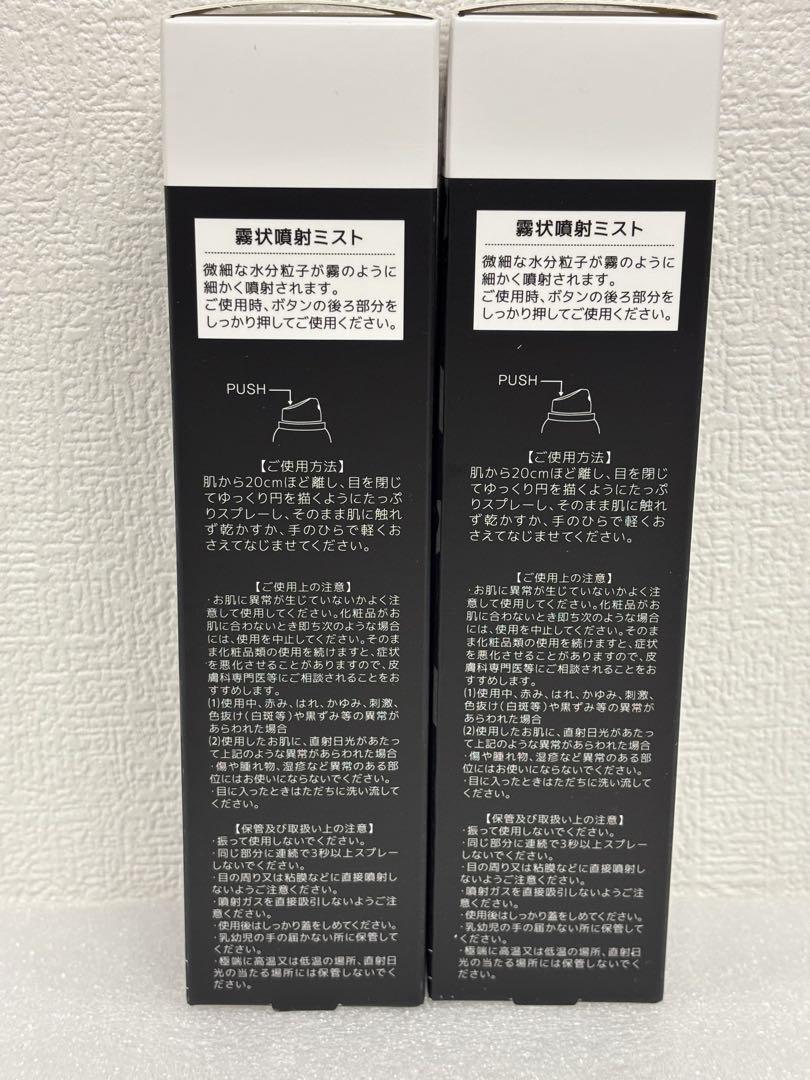 霧状噴射ミスト
微細な水分粒子が霧のように
細かく噴射されます。
ご使用時、ボタンの後ろ部分を
しっかり押してご使用ください。
PUSH
【ご使用方法】
肌から20cmほど離し、目を閉じ
てゆっくり円を描くようにたっぷ
りスプレーし、そのまま肌に触れ
ず乾かすか、手のひらで軽くお
さえてなじませてください。
【ご使用上の注意】
・お肌に異常が生じていないかよく注
意して使用してください。化粧品がお
肌に合わないとき即ち次のような場合
には、使用を中止してください。そのま
ま化粧品類の使用を続けますと、症状
を悪化させることがありますので、皮
膚科専門医等にご相談されることをお
すすめします。
(1)使用中、赤み、はれ、かゆみ、刺激、
色抜け(白斑等)や黒ずみ等の異常が
あらわれた場合
(2)使用したお肌に、直射日光があたっ
て上記のような異常があらわれた場合
・傷や腫れ物、湿疹など異常のある部
位にはお使いにならないでください。
・目に入ったときはただちに洗い流して
ください。
【保管及び取扱い上の注意】
・振って使用しないでください。
・同じ部分に連続で3秒以上スプレー
しないでください。
・目の周り又は粘膜などに直接噴射し
ないようご注意ください。
・噴射ガスを直接吸引しないようご注
意ください。
・使用後はしっかり蓋をしめてください。
・乳幼児の手の届かない所に保管して
ください。
・極端に高温又は低温の場所、直射日
光の当たる場所には保管しないでく
ださい。
霧状噴射ミスト
微細な水分粒子が霧のように
細かく噴射されます。
ご使用時、ボタンの後ろ部分を
しっかり押してご使用ください。
PUSH
【ご使用方法】
肌から20cmほど離し、目を閉じ
てゆっくり円を描くようにたっぷ
りスプレーし、そのまま肌に触れ
ず乾かすか、手のひらで軽くお
さえてなじませてください。
【ご使用上の注意】
・お肌に異常が生じていないかよく注
意して使用してください。化粧品がお
肌に合わないとき即ち次のような場合
には、使用を中止してください。そのま
ま化粧品類の使用を続けますと、症状
を悪化させることがありますので、皮
膚科専門医等にご相談されることをお
すすめします。
(1)使用中、赤み、はれ、かゆみ、刺激、
色抜け(白斑等)や黒ずみ等の異常が
あらわれた場合
(2)使用したお肌に、直射日光があたっ
て上記のような異常があらわれた場合
・傷や腫れ物、湿疹など異常のある部
位にはお使いにならないでください。
・目に入ったときはただちに洗い流して
ください。
【保管及び取扱い上の注意】
・振って使用しないでください。
・同じ部分に連続で3秒以上スプレー
しないでください。
・目の周り又は粘膜などに直接噴射し
ないようご注意ください。
・噴射ガスを直接吸引しないようご注
意ください。
・使用後はしっかり蓋をしめてください。
・乳幼児の手の届かない所に保管して
ください。
・極端に高温又は低温の場所、直射日
光の当たる場所には保管しないでく
ださい。